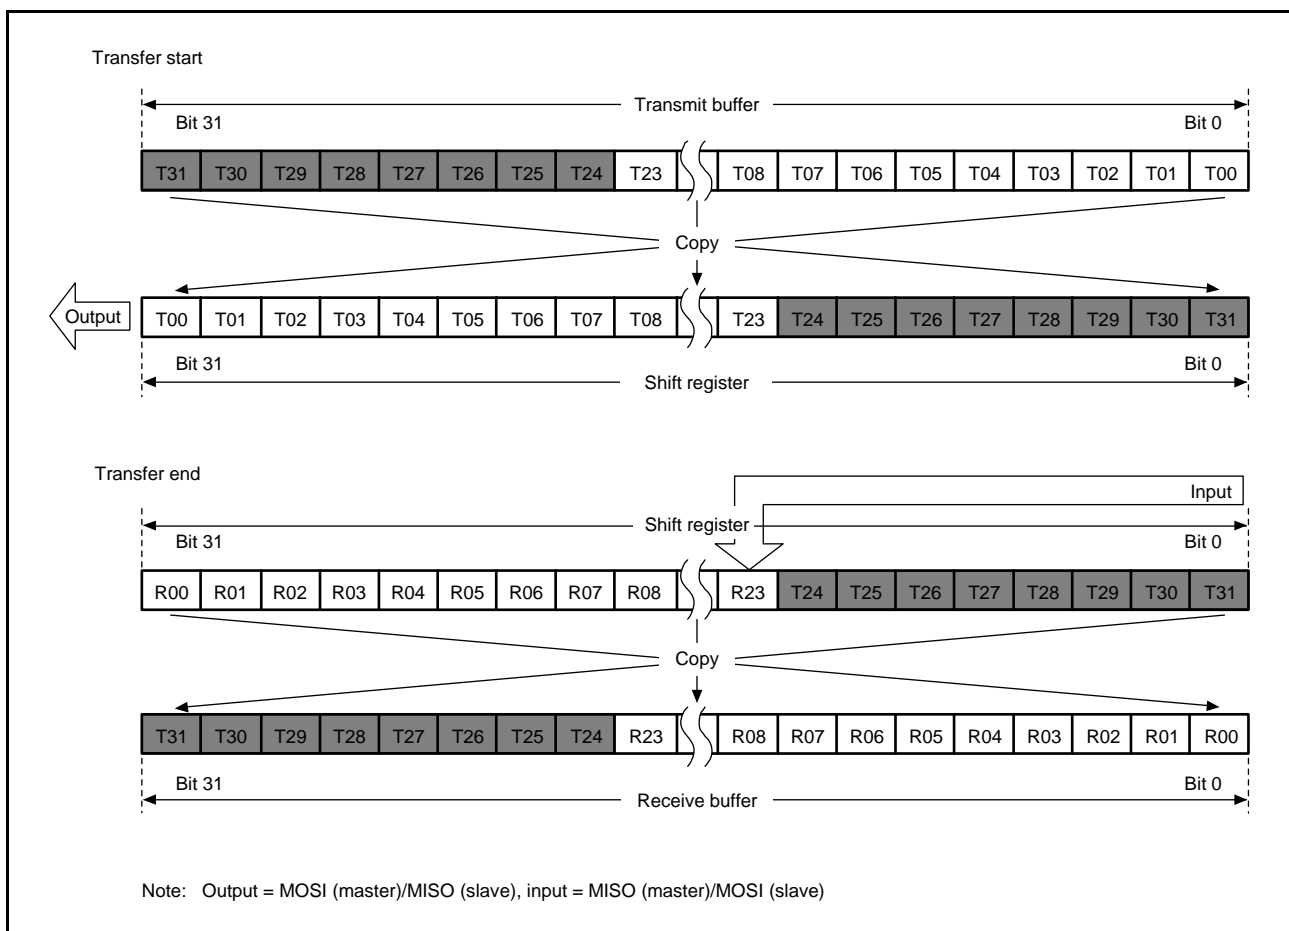 Transfer start
Transmit buffer
Bit 31 Bit 0
T31 T30 T29 T28 T27 T26 T25 T24 T23 T08 T07 T06 T05 T04 T03 T02 T01 T00
Copy
Output T00 T01 T02 T03 T04 T05 T06 T07 T08 T23 T24 T25 T26 T27 T28 T29 T30 T31
Bit 31 Bit 0
Shift register
Transfer end
Input
Shift register
Bit 31 Bit 0
R00 R01 R02 R03 R04 R05 R06 R07 R08 R23 T24 T25 T26 T27 T28 T29 T30 T31
Copy
T31 T30 T29 T28 T27 T26 T25 T24 R23 R08 R07 R06 R05 R04 R03 R02 R01 R00
Bit 31 Bit 0
Receive buffer
Note: Output = MOSI (master)/MISO (slave), input = MISO (master)/MOSI (slave)